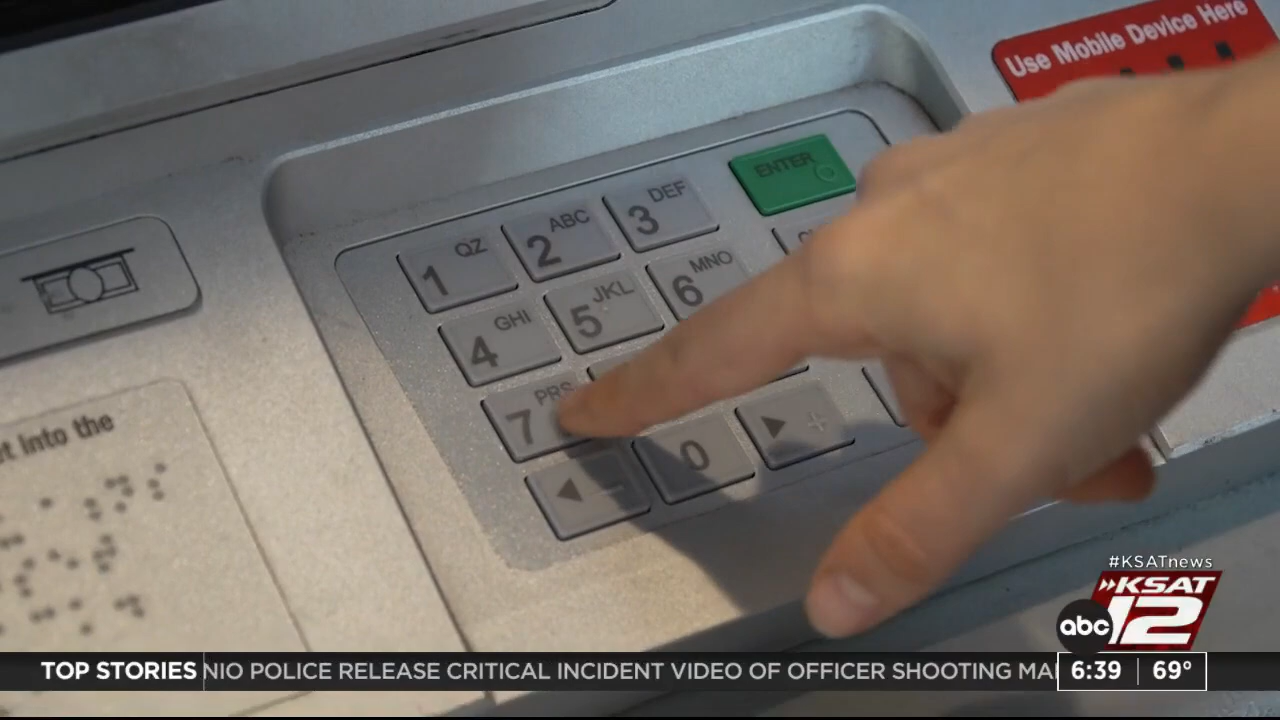 Use Mobile Device Here
ENTER
1 QZ
2 ABC
3 DEF
4 GHI
5 JKL
6 MNO
7 PRS
0
into the
#KSATnews
KSAT
abc 12
TOP STORIES NIO POLICE RELEASE CRITICAL INCIDENT VIDEO OF OFFICER SHOOTING MA 6:39 69°